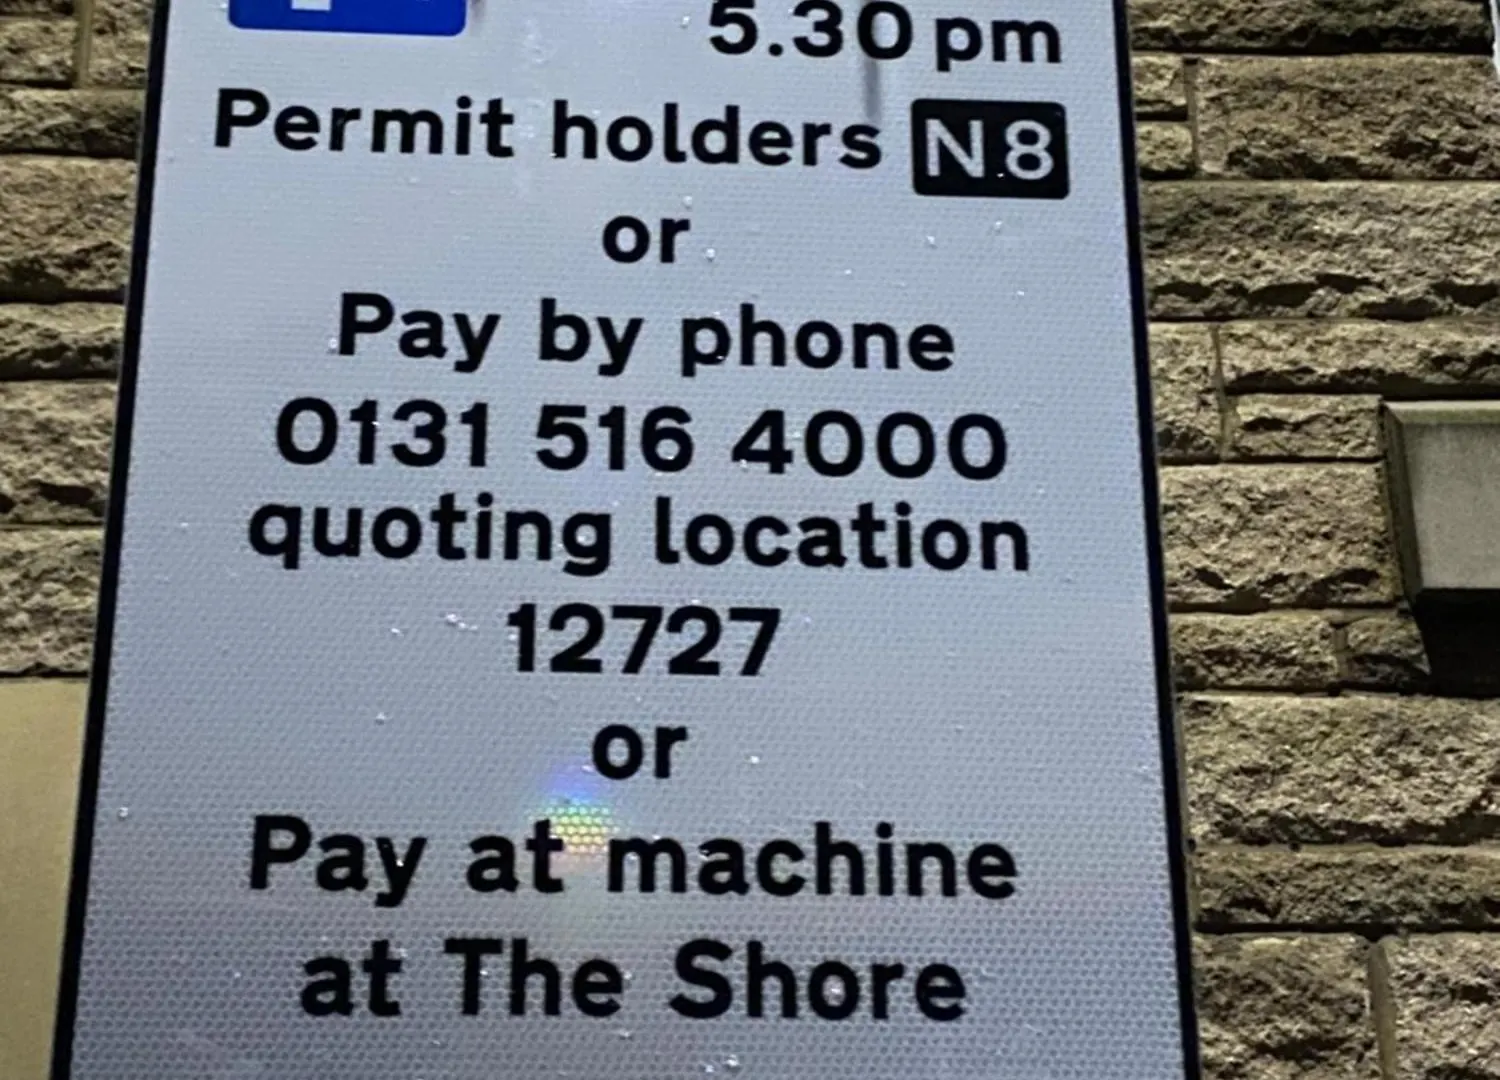 5.30 pm
Permit holders N8
or
Pay by phone
0131 516 4000
quoting location
12727
or
Pay at machine
at The Shore